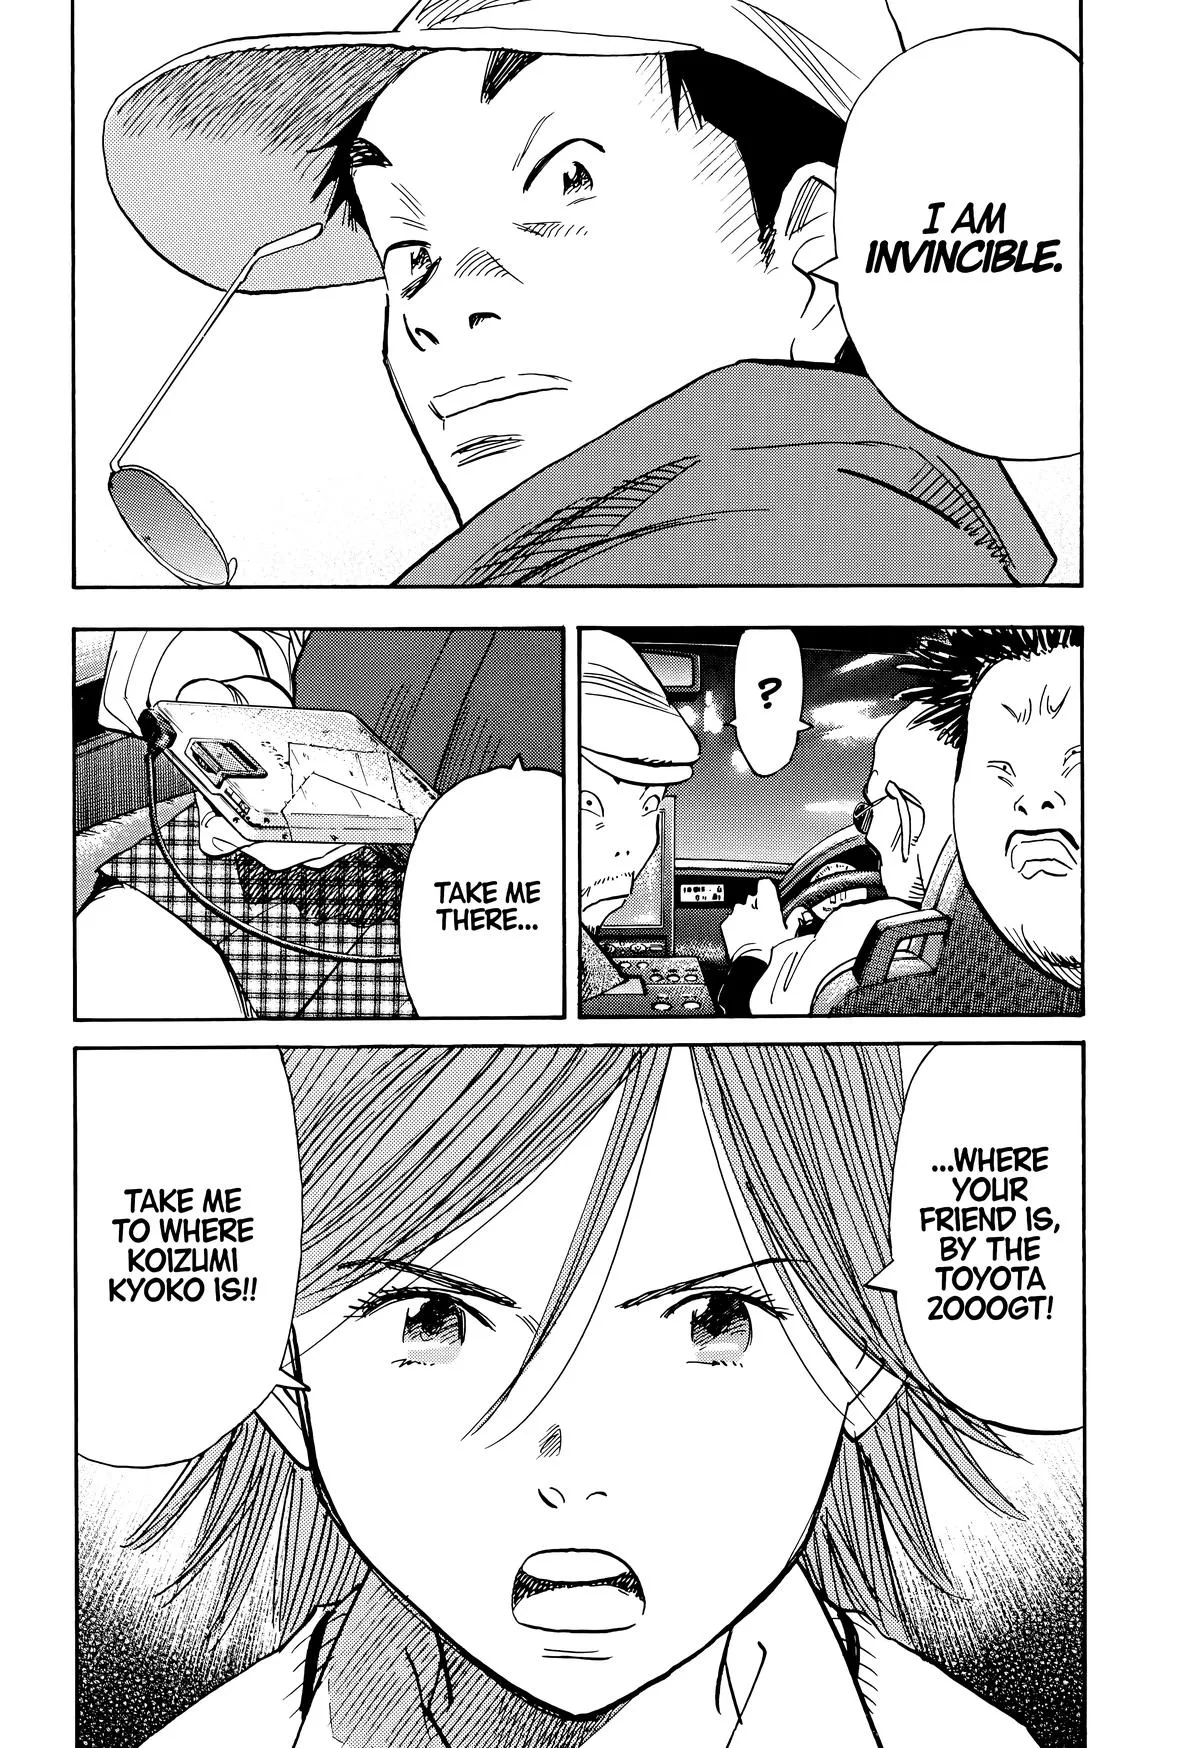 I AM
INVINCIBLE.
?
TAKE ME
THERE...
...WHERE
YOUR
FRIEND IS,
BY THE
TOYOTA
2000GT!
TAKE ME
TO WHERE
KOIZUMI
KYOKO IS!!